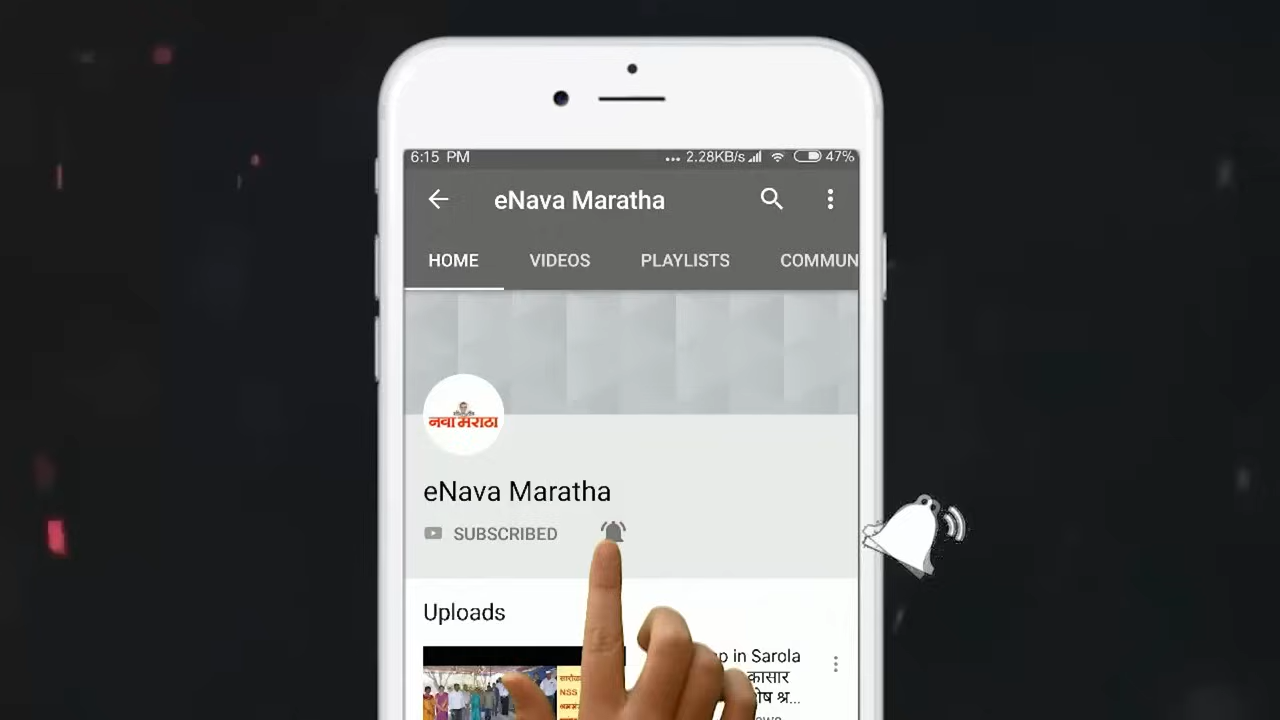 6:15 PM ... 2.28KB/s 47%
eNava Maratha
HOME VIDEOS PLAYLISTS COMMUN
नवा मराठा
eNava Maratha
SUBSCRIBED
Uploads
p in Sarola
कासार
NSS
ोष श्र...